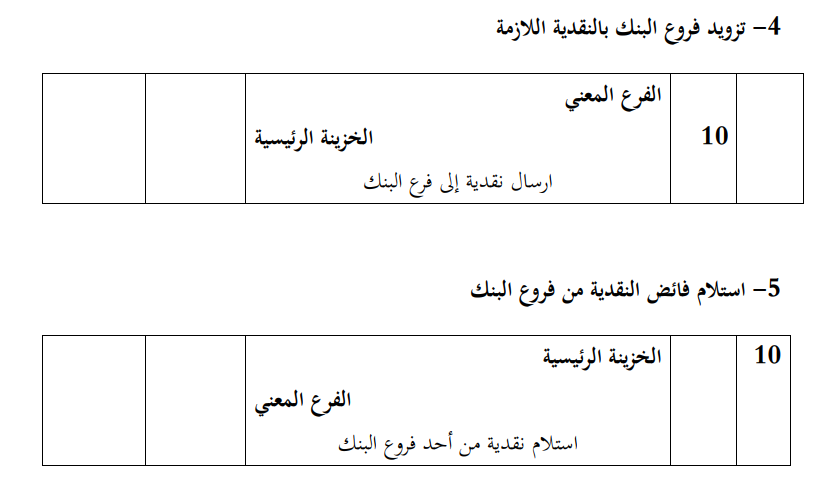 4– تزويد فروع البنك بالنقدية اللازمة
الفرع المعني
10 الخزينة الرئيسية
ارسال نقدية إلى فرع البنك
5– استلام فائض النقدية من فروع البنك
10 الخزينة الرئيسية
الفرع المعني
استلام نقدية من أحد فروع البنك